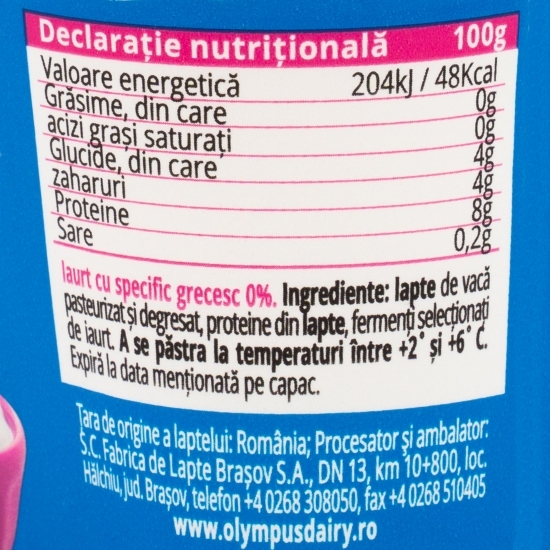 Declarație nutrițională 100g
Valoare energetică 204kJ / 48Kcal
Grăsime, din care 0g
acizi grași saturați 0g
Glucide, din care 4g
zaharuri 4g
Proteine 8g
Sare 0,2g
Iaurt cu specific grecesc 0%. Ingrediente: lapte de vacă
pasteurizat și degresat, proteine din lapte, fermenți selecționați
de iaurt. A se păstra la temperaturi între +2° și +6° C.
Expiră la data menționată pe capac.
Țara de origine a laptelui: România; Procesator și ambalator:
S.C. Fabrica de Lapte Brașov S.A., DN 13, km 10+800, loc.
Hălchiu, jud. Brașov, telefon +4 0268 308050, fax +4 0268 510405
www.olympusdairy.ro